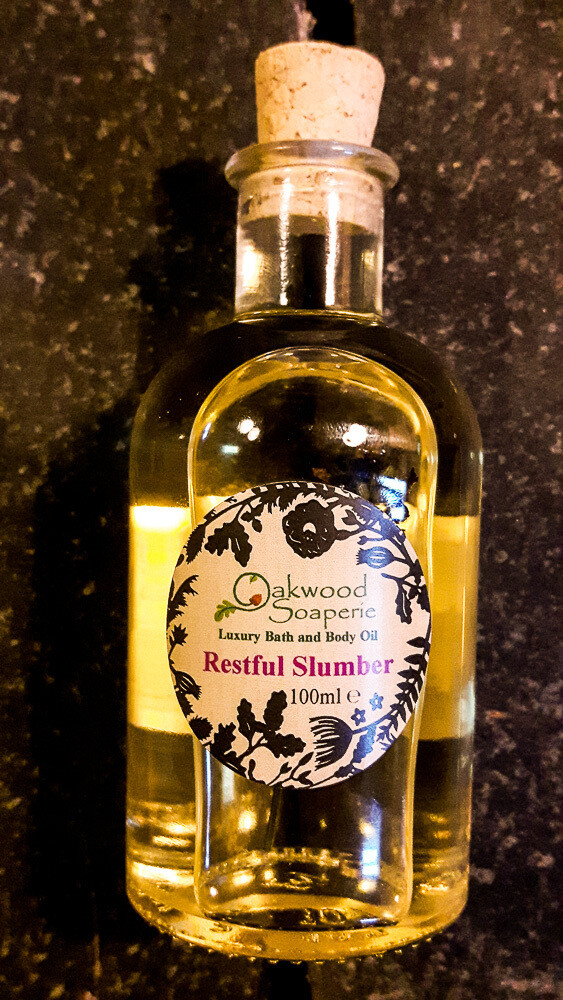 Oakwood
Soaperie
Luxury Bath and Body Oil
Restful Slumber
100ml ℮